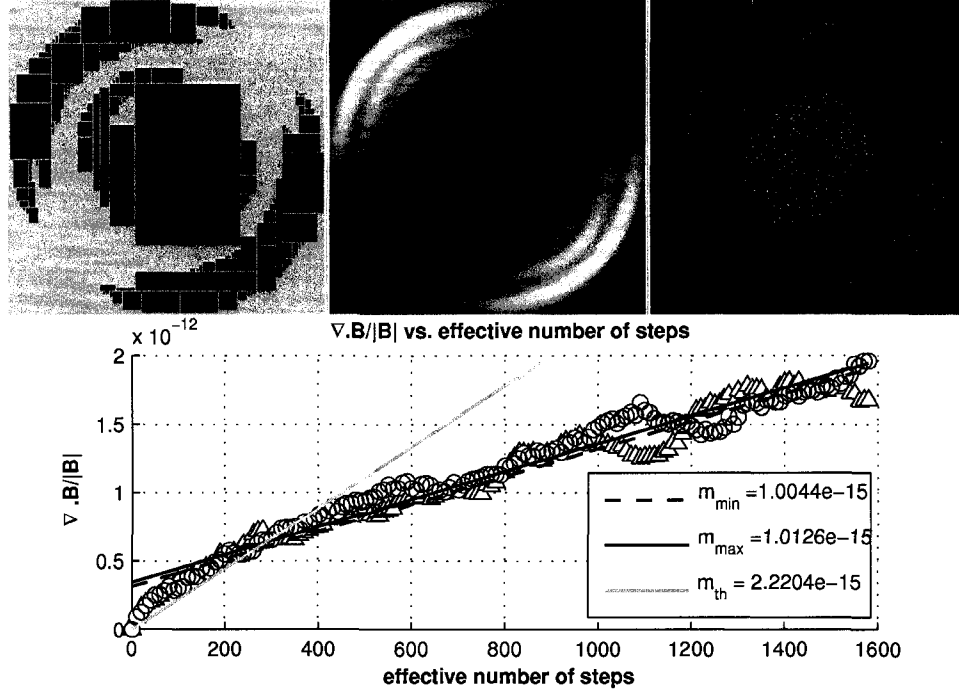 x 10⁻¹²
∇.B/|B| vs. effective number of steps
2
1.5
1
0.5
0
∇ .B/|B|
m_min =1.0044e−15
m_max =1.0126e−15
m_th = 2.2204e−15
0 200 400 600 800 1000 1200 1400 1600
effective number of steps